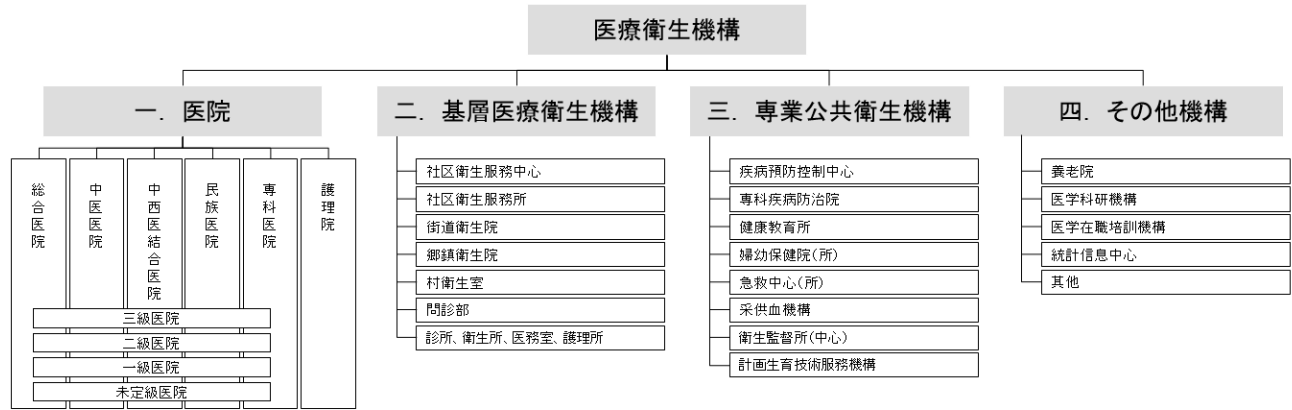 医療衛生機構
一．医院
二．基層医療衛生機構
三．専業公共衛生機構
四．その他機構
総合医院
中医医院
中西医結合医院
民族医院
専科医院
護理院
三級医院
二級医院
一級医院
未定級医院
社区衛生服務中心
社区衛生服務所
街道衛生院
郷鎮衛生院
村衛生室
問診部
診所、衛生所、医務室、護理所
疾病預防控制中心
専科疾病防治院
健康教育所
婦幼保健院(所)
急救中心(所)
采供血機構
衛生監督所(中心)
計画生育技術服務機構
養老院
医学科研機構
医学在職培訓機構
統計信息中心
其他